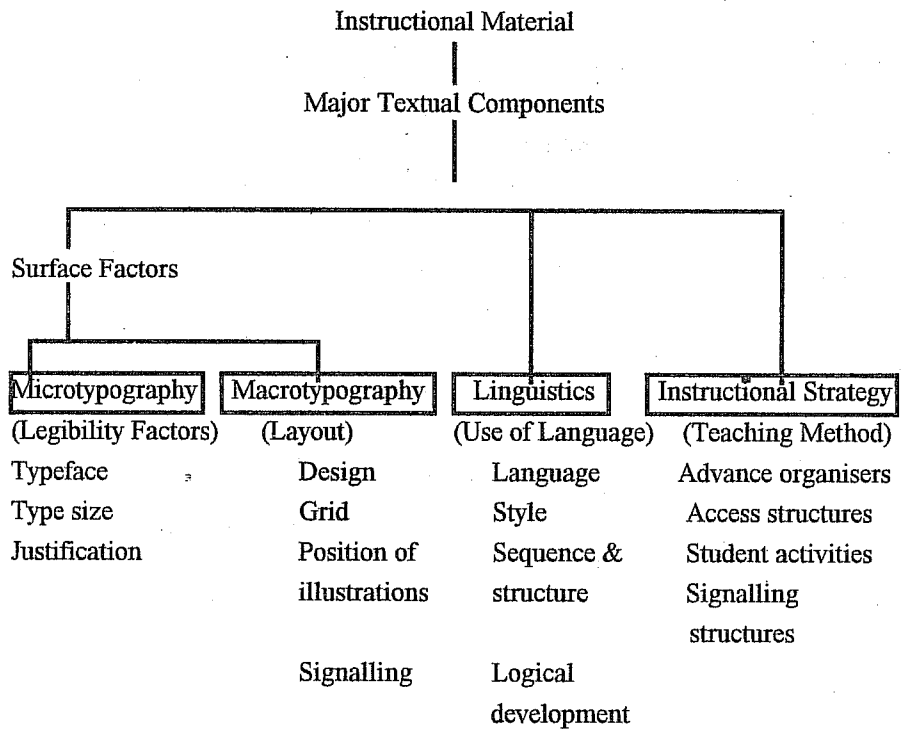 Instructional Material
Major Textual Components
Surface Factors
Microtypography
(Legibility Factors)
Typeface
Type size
Justification
Macrotypography
(Layout)
Design
Grid
Position of
illustrations
Signalling
Linguistics
(Use of Language)
Language
Style
Sequence &
structure
Logical
development
Instructional Strategy
(Teaching Method)
Advance organisers
Access structures
Student activities
Signalling
structures